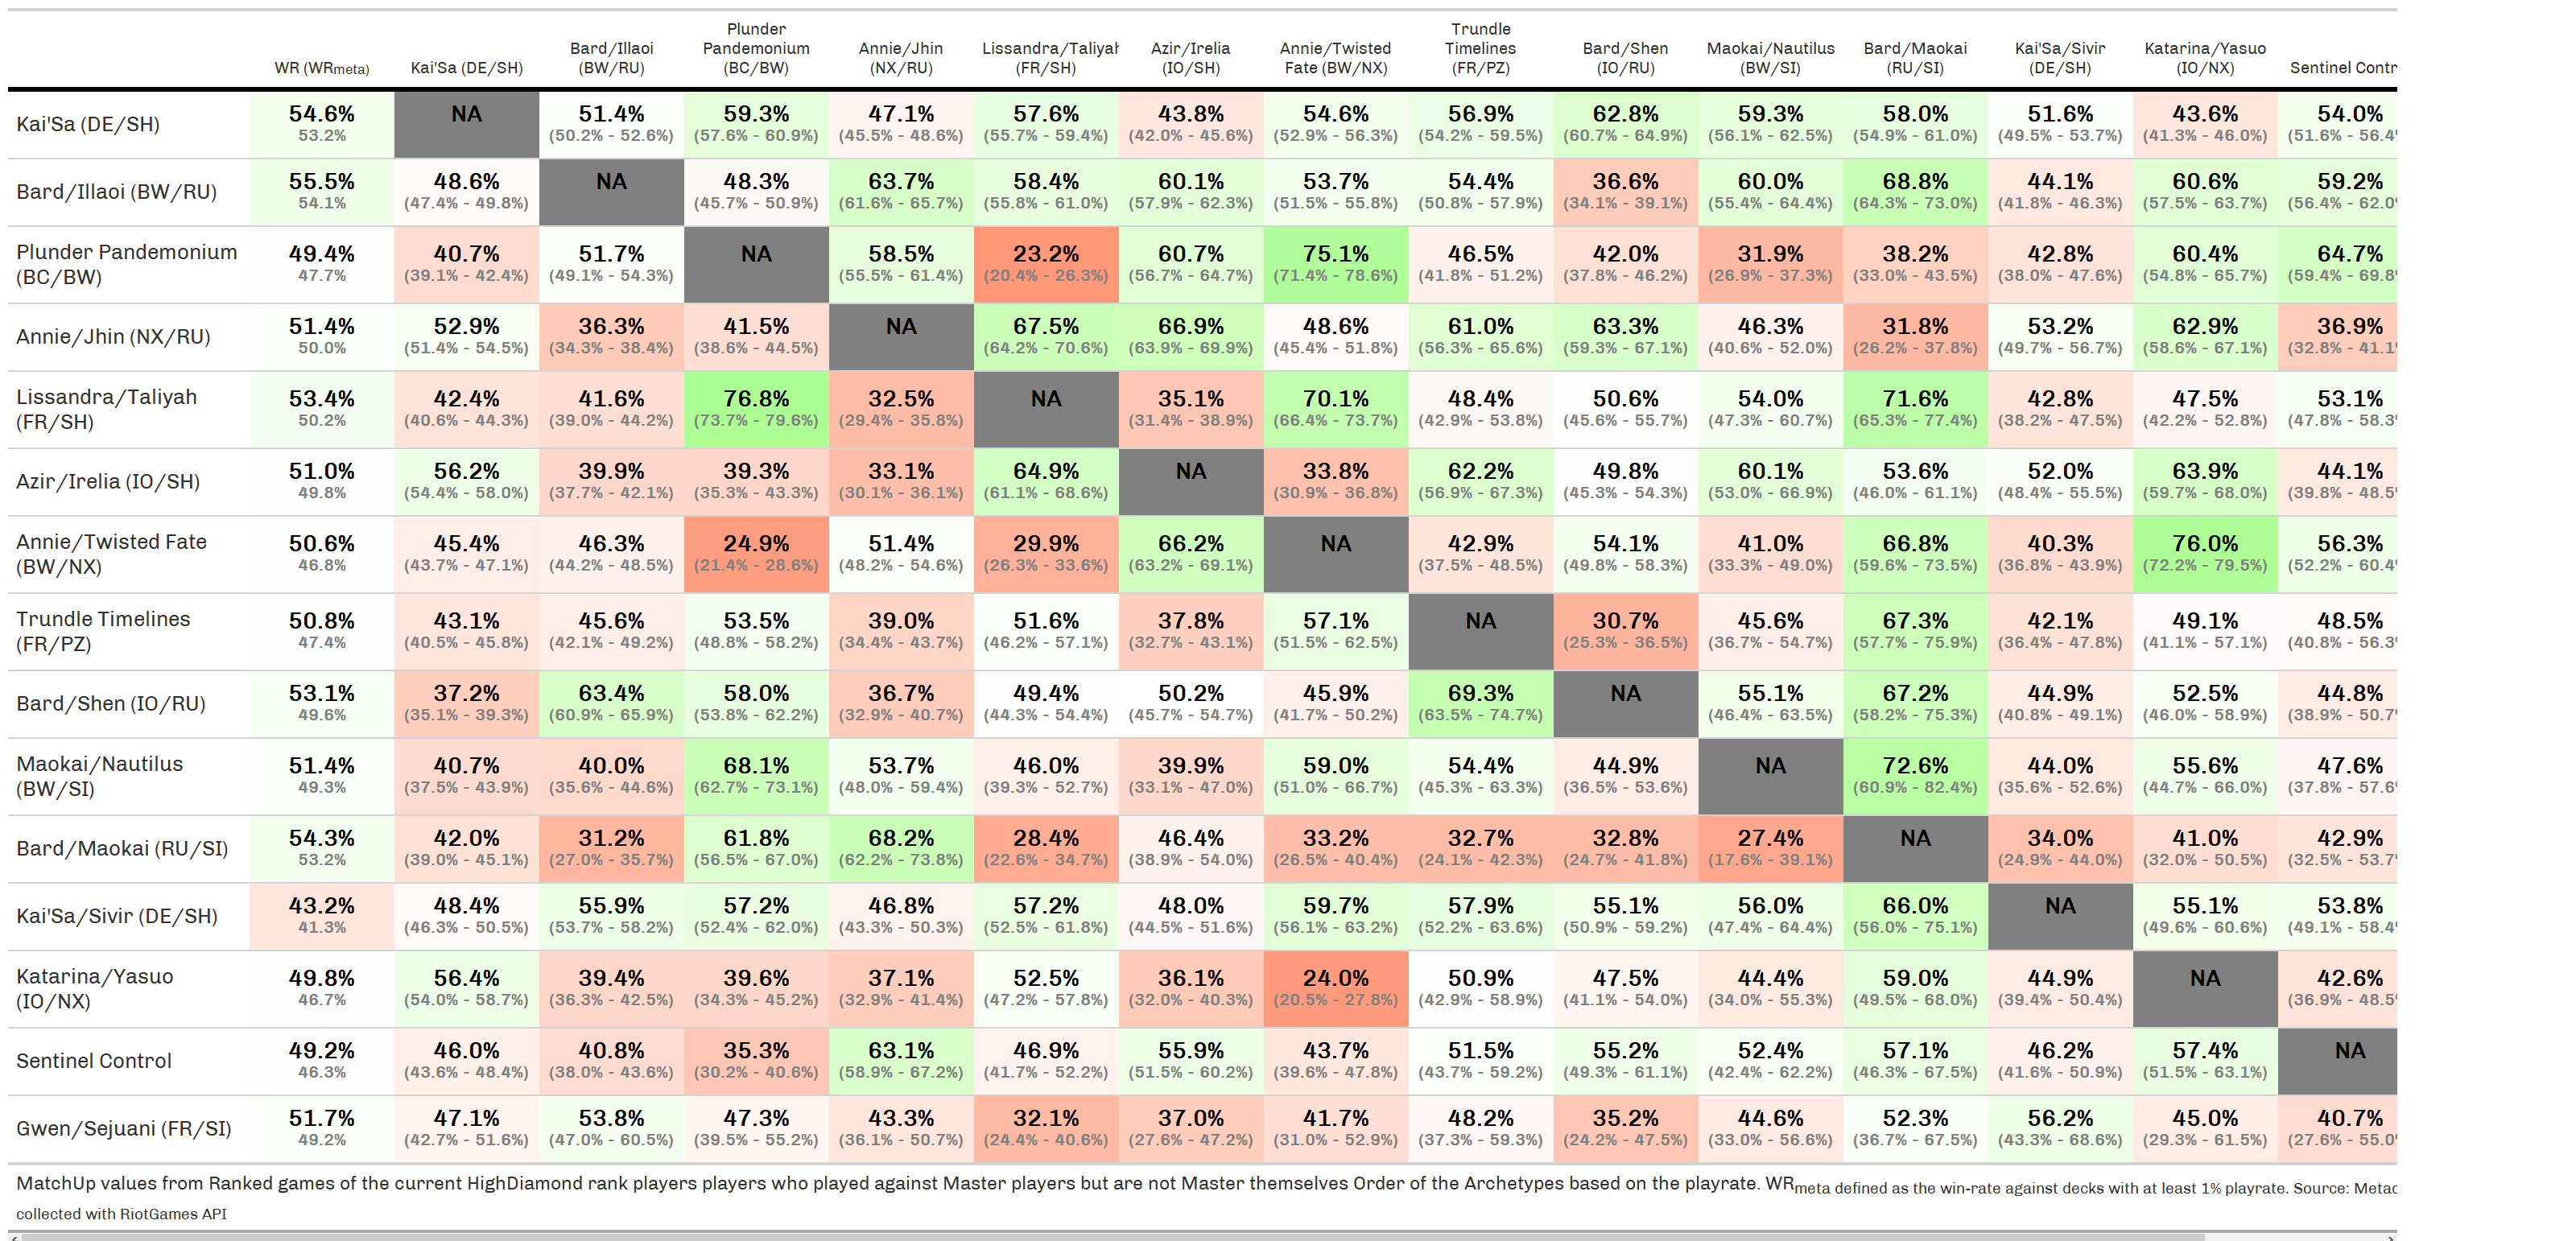 WR (WRmeta) Kai'Sa (DE/SH) Bard/Illaoi (BW/RU) Plunder Pandemonium (BC/BW) Annie/Jhin (NX/RU) Lissandra/Taliyah (FR/SH) Azir/Irelia (IO/SH) Annie/Twisted Fate (BW/NX) Trundle Timelines (FR/PZ) Bard/Shen (IO/RU) Maokai/Nautilus (BW/SI) Bard/Maokai (RU/SI) Kai'Sa/Sivir (DE/SH) Katarina/Yasuo (IO/NX) Sentinel Contr
Kai'Sa (DE/SH) 54.6% NA 51.4% 59.3% 47.1% 57.6% 43.8% 54.6% 56.9% 62.8% 59.3% 58.0% 51.6% 43.6% 54.0%
53.2% (50.2% - 52.6%) (57.6% - 60.9%) (45.5% - 48.6%) (55.7% - 59.4%) (42.0% - 45.6%) (52.9% - 56.3%) (54.2% - 59.5%) (60.7% - 64.9%) (56.1% - 62.5%) (54.9% - 61.0%) (49.5% - 53.7%) (41.3% - 46.0%) (51.6% - 56.4%
Bard/Illaoi (BW/RU) 55.5% 48.6% NA 48.3% 63.7% 58.4% 60.1% 53.7% 54.4% 36.6% 60.0% 68.8% 44.1% 60.6% 59.2%
54.1% (47.4% - 49.8%) (45.7% - 50.9%) (61.6% - 65.7%) (55.8% - 61.0%) (57.9% - 62.3%) (51.5% - 55.8%) (50.8% - 57.9%) (34.1% - 39.1%) (55.4% - 64.4%) (64.3% - 73.0%) (41.8% - 46.3%) (57.5% - 63.7%) (56.4% - 62.0%
Plunder Pandemonium (BC/BW) 49.4% 40.7% 51.7% NA 58.5% 23.2% 60.7% 75.1% 46.5% 42.0% 31.9% 38.2% 42.8% 60.4% 64.7%
47.7% (39.1% - 42.4%) (49.1% - 54.3%) (55.5% - 61.4%) (20.4% - 26.3%) (56.7% - 64.7%) (71.4% - 78.6%) (41.8% - 51.2%) (37.8% - 46.2%) (26.9% - 37.3%) (33.0% - 43.5%) (38.0% - 47.6%) (54.8% - 65.7%) (59.4% - 69.8%
Annie/Jhin (NX/RU) 51.4% 52.9% 36.3% 41.5% NA 67.5% 66.9% 48.6% 61.0% 63.3% 46.3% 31.8% 53.2% 62.9% 36.9%
50.0% (51.4% - 54.5%) (34.3% - 38.4%) (38.6% - 44.5%) (64.2% - 70.6%) (63.9% - 69.9%) (45.4% - 51.8%) (56.3% - 65.6%) (59.3% - 67.1%) (40.6% - 52.0%) (26.2% - 37.8%) (49.7% - 56.7%) (58.6% - 67.1%) (32.8% - 41.1%
Lissandra/Taliyah (FR/SH) 53.4% 42.4% 41.6% 76.8% 32.5% NA 35.1% 70.1% 48.4% 50.6% 54.0% 71.6% 42.8% 47.5% 53.1%
50.2% (40.6% - 44.3%) (39.0% - 44.2%) (73.7% - 79.6%) (29.4% - 35.8%) (31.4% - 38.9%) (66.4% - 73.7%) (42.9% - 53.8%) (45.6% - 55.7%) (47.3% - 60.7%) (65.3% - 77.4%) (38.2% - 47.5%) (42.2% - 52.8%) (47.8% - 58.3%
Azir/Irelia (IO/SH) 51.0% 56.2% 39.9% 39.3% 33.1% 64.9% NA 33.8% 62.2% 49.8% 60.1% 53.6% 52.0% 63.9% 44.1%
49.8% (54.4% - 58.0%) (37.7% - 42.1%) (35.3% - 43.3%) (30.1% - 36.1%) (61.1% - 68.6%) (30.9% - 36.8%) (56.9% - 67.3%) (45.3% - 54.3%) (53.0% - 66.9%) (46.0% - 61.1%) (48.4% - 55.5%) (59.7% - 68.0%) (39.8% - 48.5%
Annie/Twisted Fate (BW/NX) 50.6% 45.4% 46.3% 24.9% 51.4% 29.9% 66.2% NA 42.9% 54.1% 41.0% 66.8% 40.3% 76.0% 56.3%
46.8% (43.7% - 47.1%) (44.2% - 48.5%) (21.4% - 28.6%) (48.2% - 54.6%) (26.3% - 33.6%) (63.2% - 69.1%) (37.5% - 48.5%) (49.8% - 58.3%) (33.3% - 49.0%) (59.6% - 73.5%) (36.8% - 43.9%) (72.2% - 79.5%) (52.2% - 60.4%
Trundle Timelines (FR/PZ) 50.8% 43.1% 45.6% 53.5% 39.0% 51.6% 37.8% 57.1% NA 30.7% 45.6% 67.3% 42.1% 49.1% 48.5%
47.4% (40.5% - 45.8%) (42.1% - 49.2%) (48.8% - 58.2%) (34.4% - 43.7%) (46.2% - 57.1%) (32.7% - 43.1%) (51.5% - 62.5%) (25.3% - 36.5%) (36.7% - 54.7%) (57.7% - 75.9%) (36.4% - 47.8%) (41.1% - 57.1%) (40.8% - 56.3%
Bard/Shen (IO/RU) 53.1% 37.2% 63.4% 58.0% 36.7% 49.4% 50.2% 45.9% 69.3% NA 55.1% 67.2% 44.9% 52.5% 44.8%
49.6% (35.1% - 39.3%) (60.9% - 65.9%) (53.8% - 62.2%) (32.9% - 40.7%) (44.3% - 54.4%) (45.7% - 54.7%) (41.7% - 50.2%) (63.5% - 74.7%) (46.4% - 63.5%) (58.2% - 75.3%) (40.8% - 49.1%) (46.0% - 58.9%) (38.9% - 50.7%
Maokai/Nautilus (BW/SI) 51.4% 40.7% 40.0% 68.1% 53.7% 46.0% 39.9% 59.0% 54.4% 44.9% NA 72.6% 44.0% 55.6% 47.6%
49.3% (37.5% - 43.9%) (35.6% - 44.6%) (62.7% - 73.1%) (48.0% - 59.4%) (39.3% - 52.7%) (33.1% - 47.0%) (51.0% - 66.7%) (45.3% - 63.3%) (36.5% - 53.6%) (60.9% - 82.4%) (35.6% - 52.6%) (44.7% - 66.0%) (37.8% - 57.6%
Bard/Maokai (RU/SI) 54.3% 42.0% 31.2% 61.8% 68.2% 28.4% 46.4% 33.2% 32.7% 32.8% 27.4% NA 34.0% 41.0% 42.9%
53.2% (39.0% - 45.1%) (27.0% - 35.7%) (56.5% - 67.0%) (62.2% - 73.8%) (22.6% - 34.7%) (38.9% - 54.0%) (26.5% - 40.4%) (24.1% - 42.3%) (24.7% - 41.8%) (17.6% - 39.1%) (24.9% - 44.0%) (32.0% - 50.5%) (32.5% - 53.7%
Kai'Sa/Sivir (DE/SH) 43.2% 48.4% 55.9% 57.2% 46.8% 57.2% 48.0% 59.7% 57.9% 55.1% 56.0% 66.0% NA 55.1% 53.8%
41.3% (46.3% - 50.5%) (53.7% - 58.2%) (52.4% - 62.0%) (43.3% - 50.3%) (52.5% - 61.8%) (44.5% - 51.6%) (56.1% - 63.2%) (52.2% - 63.6%) (50.9% - 59.2%) (47.4% - 64.4%) (56.0% - 75.1%) (49.6% - 60.6%) (49.1% - 58.4%
Katarina/Yasuo (IO/NX) 49.8% 56.4% 39.4% 39.6% 37.1% 52.5% 36.1% 24.0% 50.9% 47.5% 44.4% 59.0% 44.9% NA 42.6%
46.7% (54.0% - 58.7%) (36.3% - 42.5%) (34.3% - 45.2%) (32.9% - 41.4%) (47.2% - 57.8%) (32.0% - 40.3%) (20.5% - 27.8%) (42.9% - 58.9%) (41.1% - 54.0%) (34.0% - 55.3%) (49.5% - 68.0%) (39.4% - 50.4%) (36.9% - 48.5%
Sentinel Control 49.2% 46.0% 40.8% 35.3% 63.1% 46.9% 55.9% 43.7% 51.5% 55.2% 52.4% 57.1% 46.2% 57.4% NA
46.3% (43.6% - 48.4%) (38.0% - 43.6%) (30.2% - 40.6%) (58.9% - 67.2%) (41.7% - 52.2%) (51.5% - 60.2%) (39.6% - 47.8%) (43.7% - 59.2%) (49.3% - 61.1%) (42.4% - 62.2%) (46.3% - 67.5%) (41.6% - 50.9%) (51.5% - 63.1%)
Gwen/Sejuani (FR/SI) 51.7% 47.1% 53.8% 47.3% 43.3% 32.1% 37.0% 41.7% 48.2% 35.2% 44.6% 52.3% 56.2% 45.0% 40.7%
49.2% (42.7% - 51.6%) (47.0% - 60.5%) (39.5% - 55.2%) (36.1% - 50.7%) (24.4% - 40.6%) (27.6% - 47.2%) (31.0% - 52.9%) (37.3% - 59.3%) (24.2% - 47.5%) (33.0% - 56.6%) (36.7% - 67.5%) (43.3% - 68.6%) (29.3% - 61.5%) (27.6% - 55.0%
MatchUp values from Ranked games of the current HighDiamond rank players players who played against Master players but are not Master themselves Order of the Archetypes based on the playrate. WRmeta defined as the win-rate against decks with at least 1% playrate. Source: Metac
collected with RiotGames API